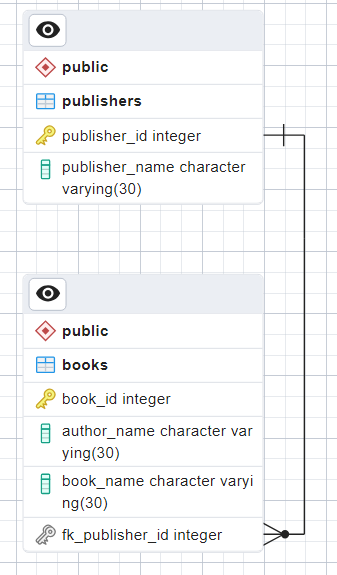 public
publishers
publisher_id integer
publisher_name character
varying(30)
public
books
book_id integer
author_name character var
ying(30)
book_name character varyi
ng(30)
fk_publisher_id integer